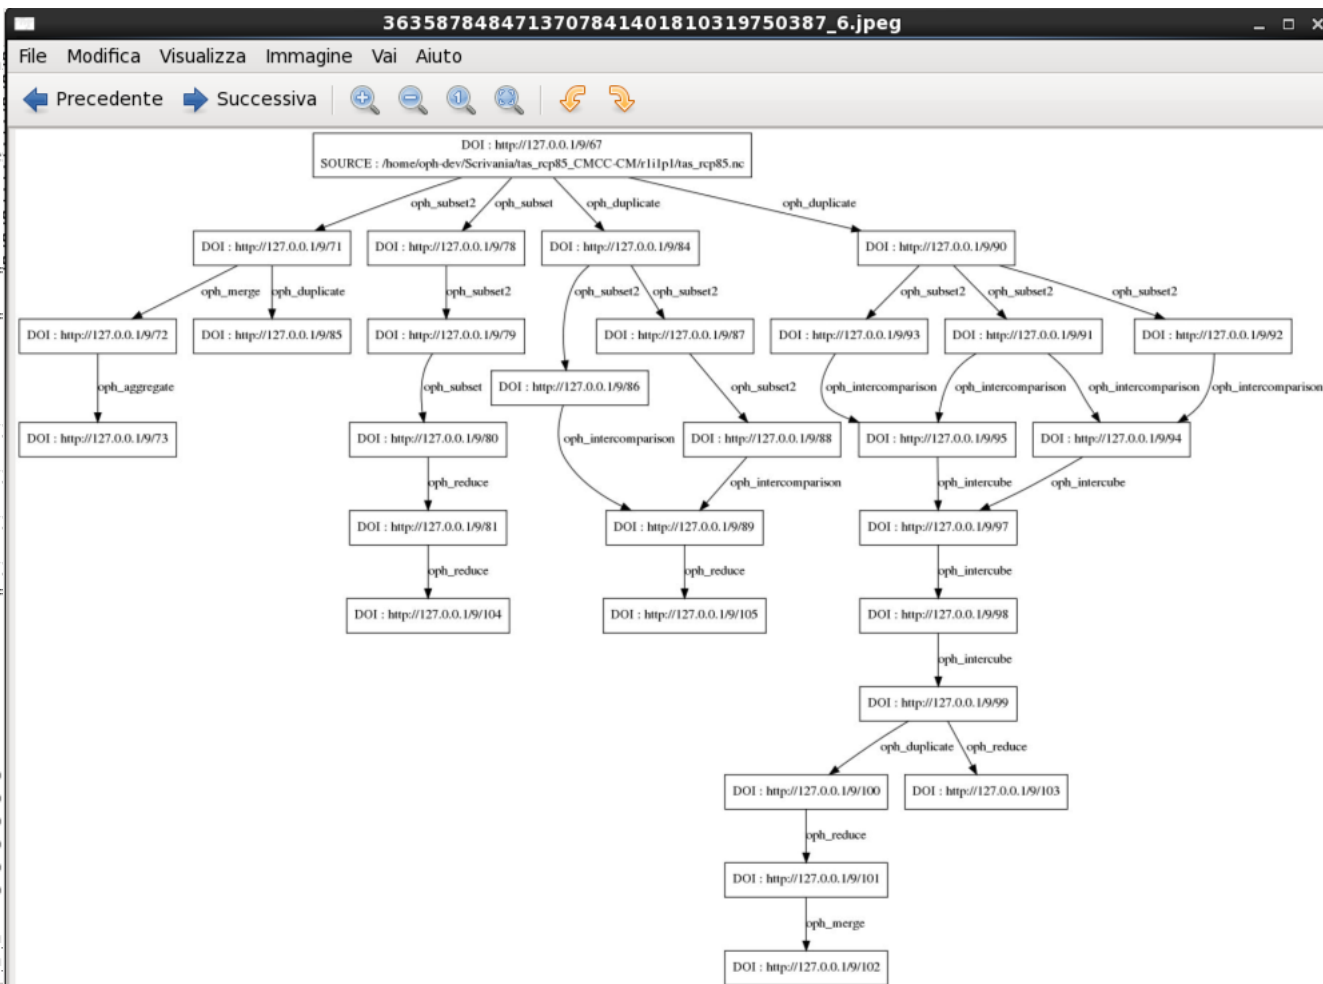 363587848471370784140181031975​0387_6.jpeg
File Modifica Visualizza Immagine Vai Aiuto
Precedente Successiva
DOI : http://127.0.0.1/9/67
SOURCE : /home/oph-dev/Scrivania/tas_rcp85_CMCC-CM/r1i1p1/tas_rcp85.nc
oph_subset2 oph_subset oph_duplicate oph_duplicate
DOI : http://127.0.0.1/9/71 DOI : http://127.0.0.1/9/78 DOI : http://127.0.0.1/9/84 DOI : http://127.0.0.1/9/90
oph_merge oph_duplicate oph_subset2 oph_subset2 oph_subset2 oph_subset2 oph_subset2 oph_subset2
DOI : http://127.0.0.1/9/72 DOI : http://127.0.0.1/9/85 DOI : http://127.0.0.1/9/79 DOI : http://127.0.0.1/9/87 DOI : http://127.0.0.1/9/93 DOI : http://127.0.0.1/9/91 DOI : http://127.0.0.1/9/92
oph_aggregate oph_subset DOI : http://127.0.0.1/9/86 oph_subset2 oph_intercomparison oph_intercomparison oph_intercomparison oph_intercomparison
DOI : http://127.0.0.1/9/73 DOI : http://127.0.0.1/9/80 oph_intercomparison DOI : http://127.0.0.1/9/88 DOI : http://127.0.0.1/9/95 DOI : http://127.0.0.1/9/94
oph_reduce oph_intercomparison oph_intercube oph_intercube
DOI : http://127.0.0.1/9/81 DOI : http://127.0.0.1/9/89 DOI : http://127.0.0.1/9/97
oph_reduce oph_reduce oph_intercube
DOI : http://127.0.0.1/9/104 DOI : http://127.0.0.1/9/105 DOI : http://127.0.0.1/9/98
oph_intercube
DOI : http://127.0.0.1/9/99
oph_duplicate oph_reduce
DOI : http://127.0.0.1/9/100 DOI : http://127.0.0.1/9/103
oph_reduce
DOI : http://127.0.0.1/9/101
oph_merge
DOI : http://127.0.0.1/9/102